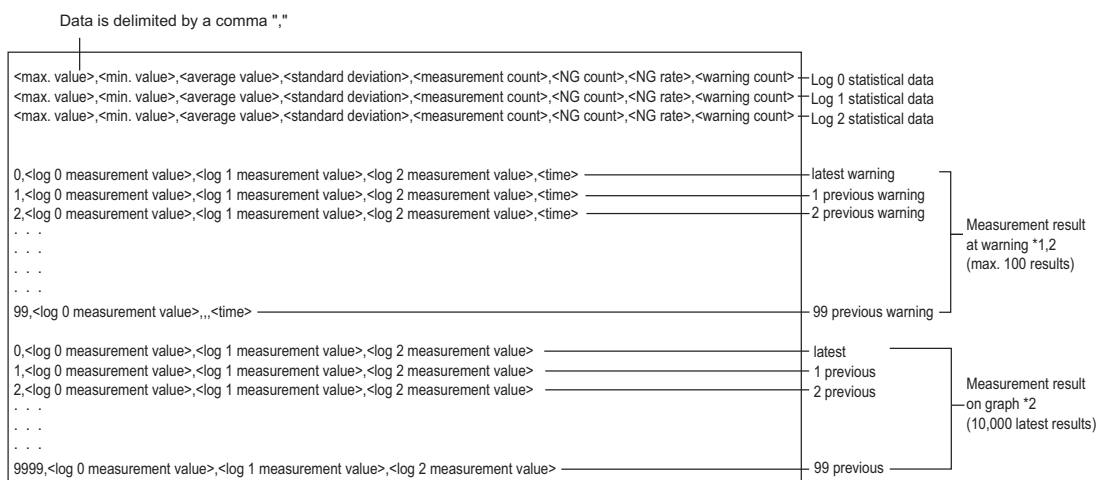 Data is delimited by a comma ","
<max. value>,<min. value>,<average value>,<standard deviation>,<measurement count>,<NG count>,<NG rate>,<warning count> Log 0 statistical data
<max. value>,<min. value>,<average value>,<standard deviation>,<measurement count>,<NG count>,<NG rate>,<warning count> Log 1 statistical data
<max. value>,<min. value>,<average value>,<standard deviation>,<measurement count>,<NG count>,<NG rate>,<warning count> Log 2 statistical data
0,<log 0 measurement value>,<log 1 measurement value>,<log 2 measurement value>,<time> latest warning
1,<log 0 measurement value>,<log 1 measurement value>,<log 2 measurement value>,<time> 1 previous warning
2,<log 0 measurement value>,<log 1 measurement value>,<log 2 measurement value>,<time> 2 previous warning
. . .
. . .
. . .
. . .
Measurement result
at warning *1,2
(max. 100 results)
99,<log 0 measurement value>,,,<time> 99 previous warning
0,<log 0 measurement value>,<log 1 measurement value>,<log 2 measurement value> latest
1,<log 0 measurement value>,<log 1 measurement value>,<log 2 measurement value> 1 previous
2,<log 0 measurement value>,<log 1 measurement value>,<log 2 measurement value> 2 previous
. . .
. . .
. . .
Measurement result
on graph *2
(10,000 latest results)
9999,<log 0 measurement value>,<log 1 measurement value>,<log 2 measurement value> 99 previous